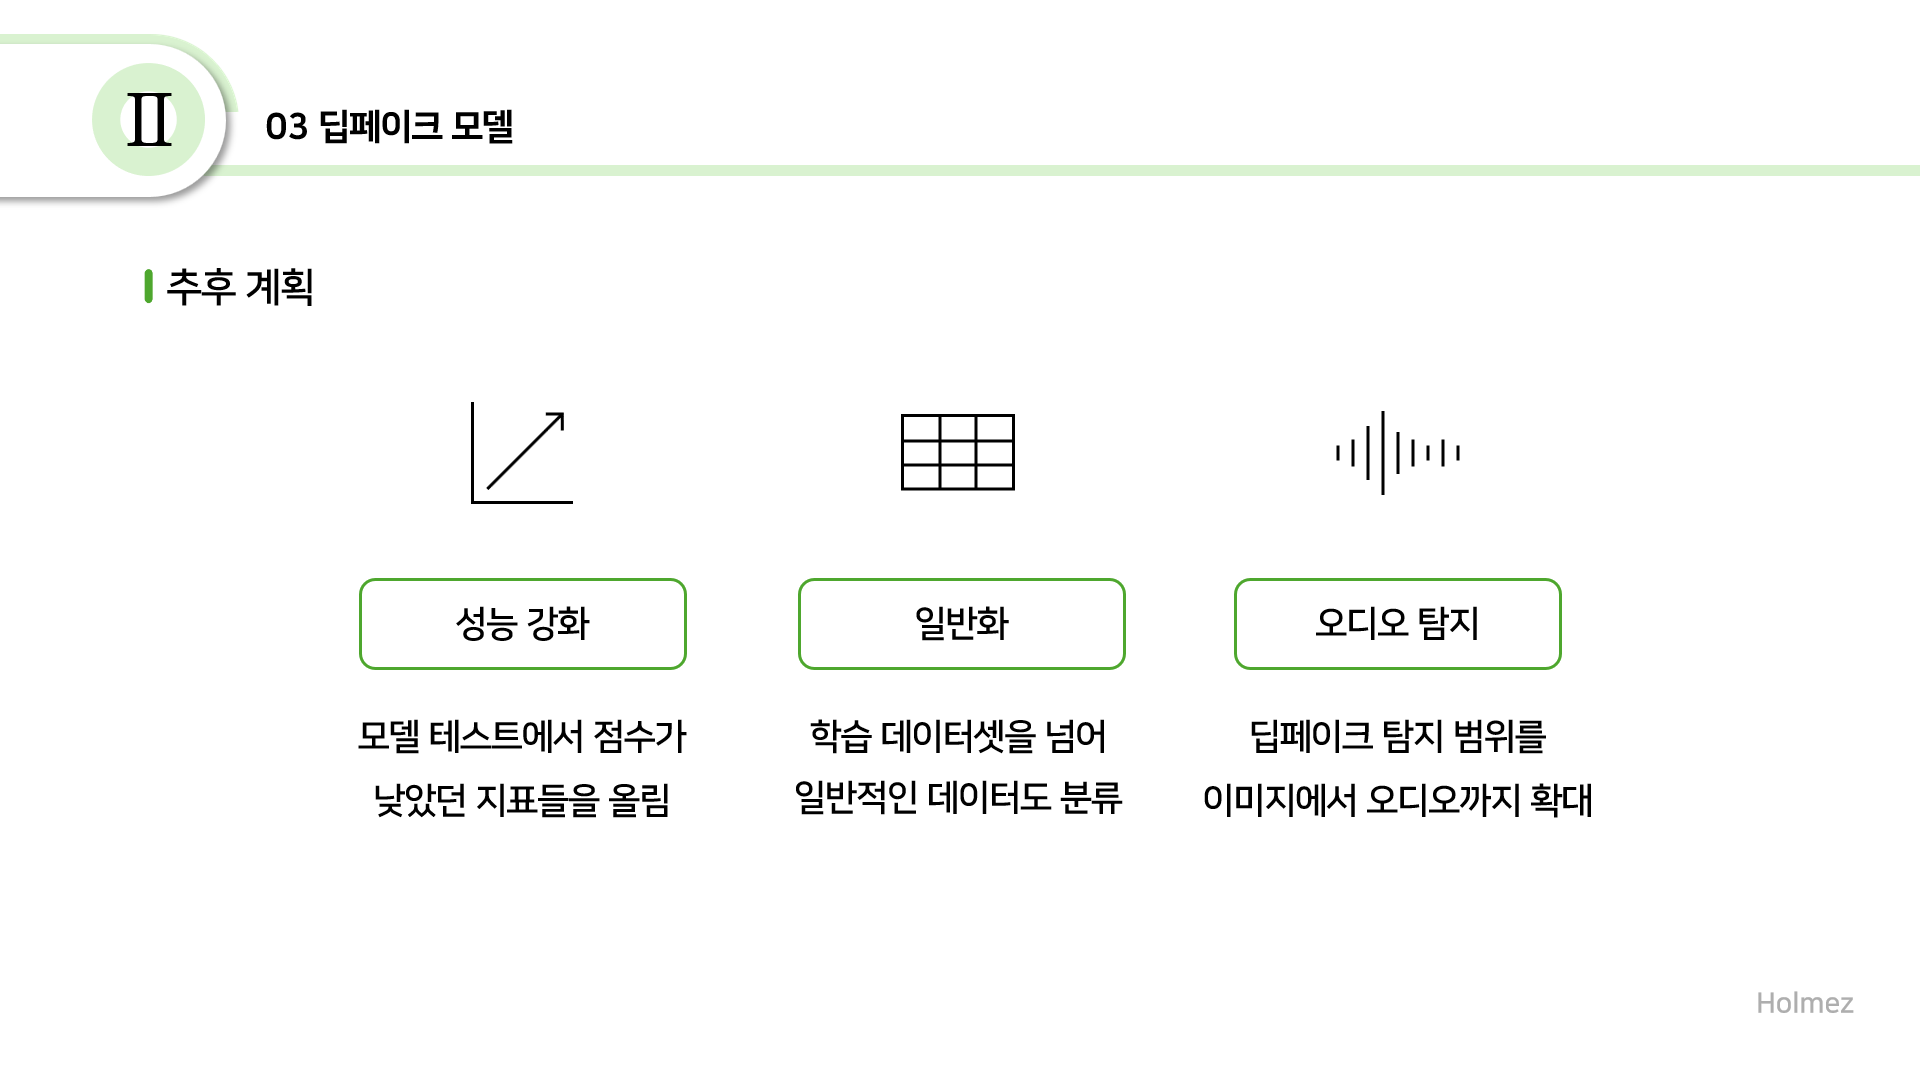 Ⅱ
03 딥페이크 모델
추후 계획
성능 강화
모델 테스트에서 점수가
낮았던 지표들을 올림
일반화
학습 데이터셋을 넘어
일반적인 데이터도 분류
오디오 탐지
딥페이크 탐지 범위를
이미지에서 오디오까지 확대
Holmez